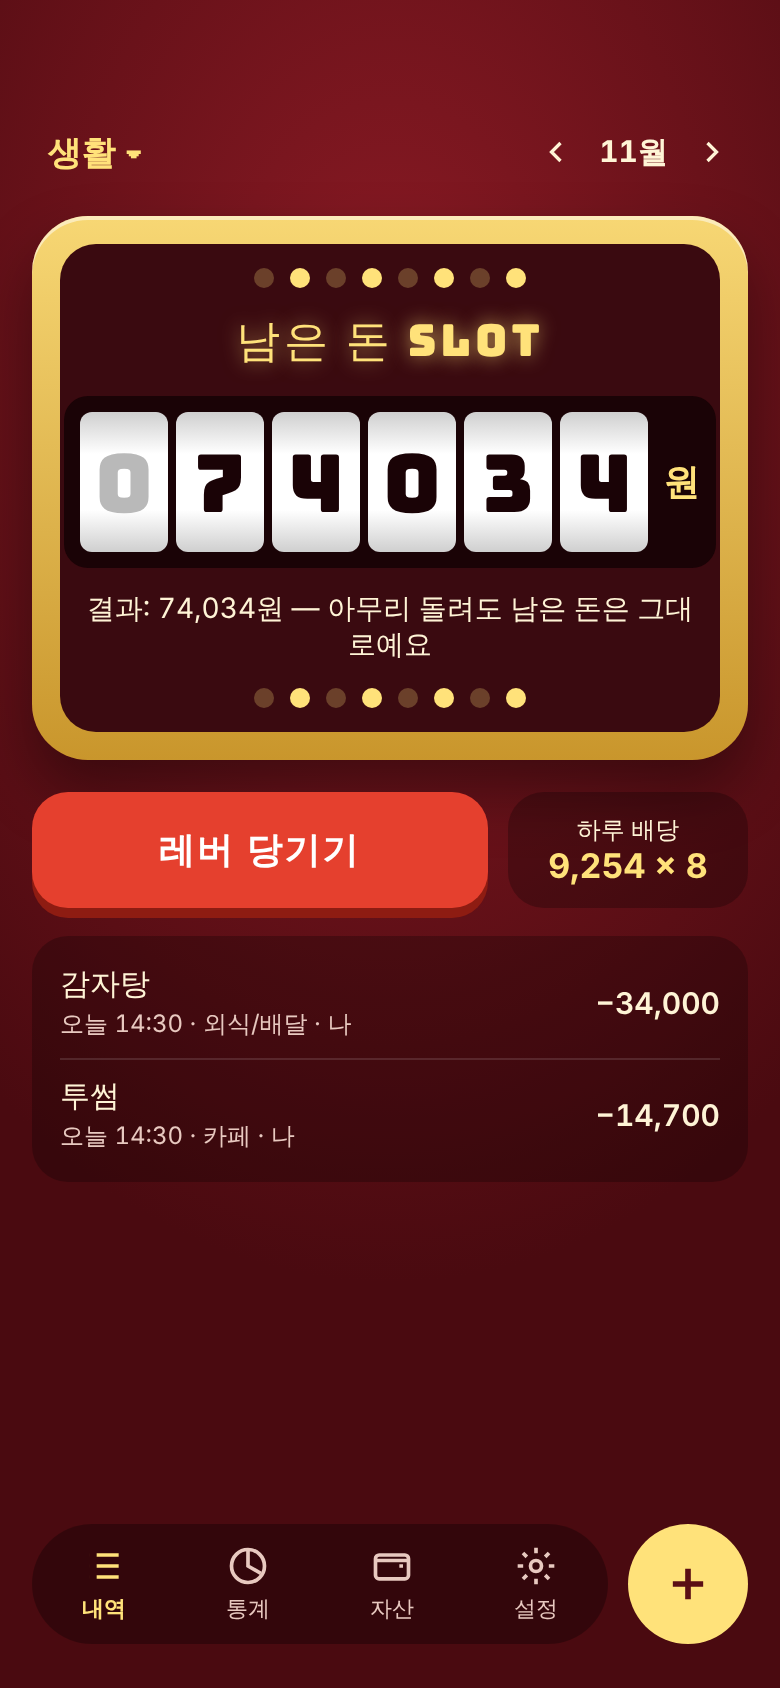 생활
11월
남은 돈 SLOT
0 7 4 0 3 4 원
결과: 74,034원 — 아무리 돌려도 남은 돈은 그대
로예요
레버 당기기
하루 배당
9,254 × 8
감자탕
오늘 14:30 · 외식/배달 · 나
−34,000
투썸
오늘 14:30 · 카페 · 나
−14,700
내역
통계
자산
설정